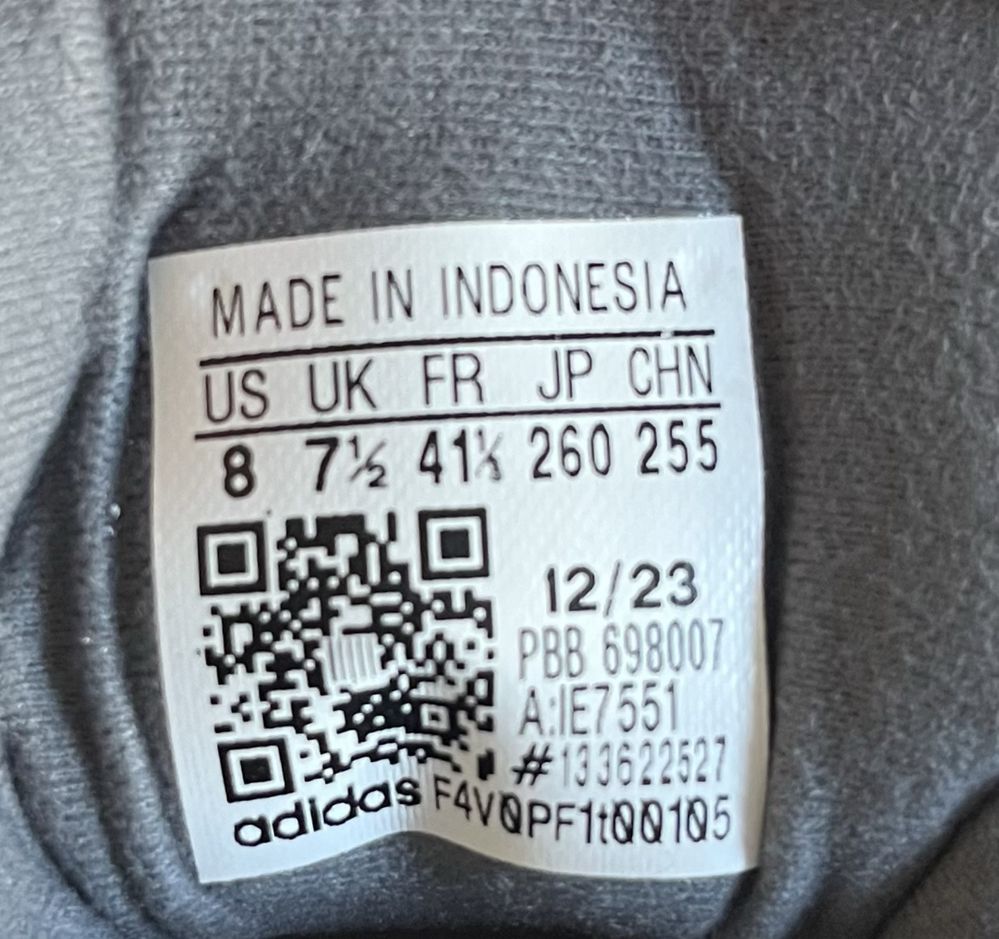 MADE IN INDONESIA
US UK FR JP CHN
8 7½ 41⅓ 260 255
12/23
PBB 698007
A:IE7551
#133622527
adidas F4V0PF1t00105